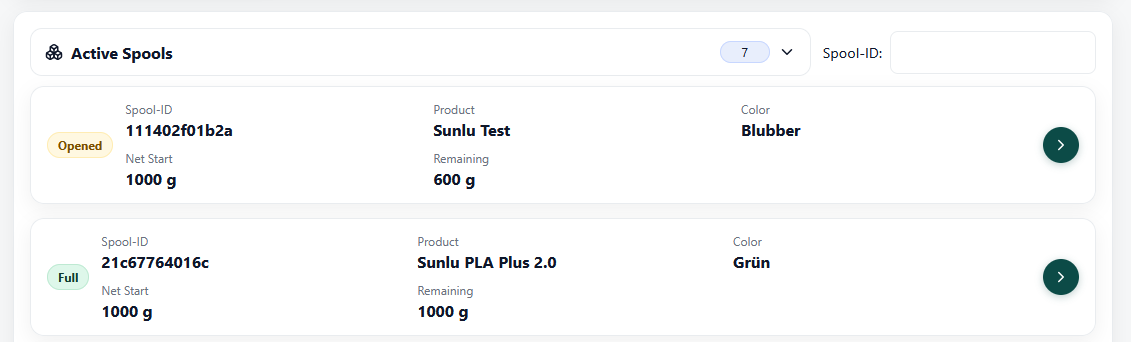 Active Spools 7 Spool-ID:
Spool-ID Product Color
Opened 111402f01b2a Sunlu Test Blubber
Net Start Remaining
1000 g 600 g
Spool-ID Product Color
Full 21c67764016c Sunlu PLA Plus 2.0 Grün
Net Start Remaining
1000 g 1000 g